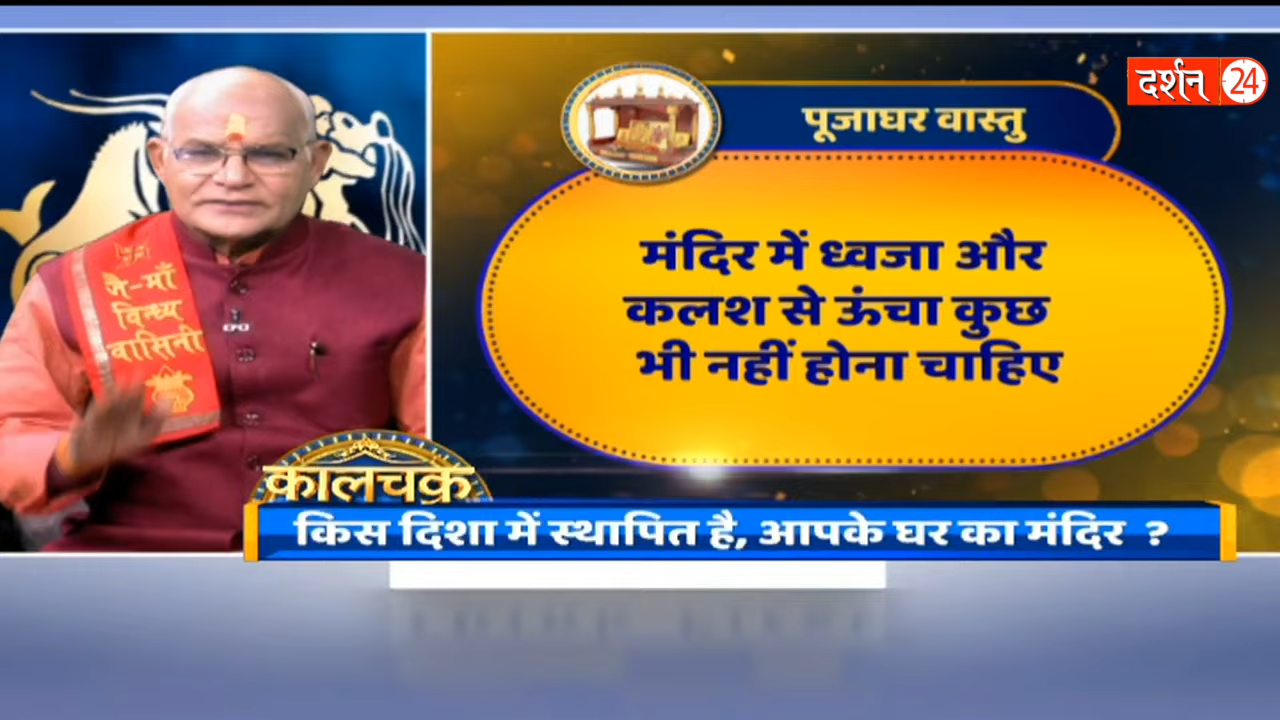 दर्शन 24
पूजाघर वास्तु
मंदिर में ध्वजा और
कलश से ऊंचा कुछ
भी नहीं होना चाहिए
जै-माँ
विन्ध्य
वासिनी
कालचक्र
किस दिशा में स्थापित है, आपके घर का मंदिर ?